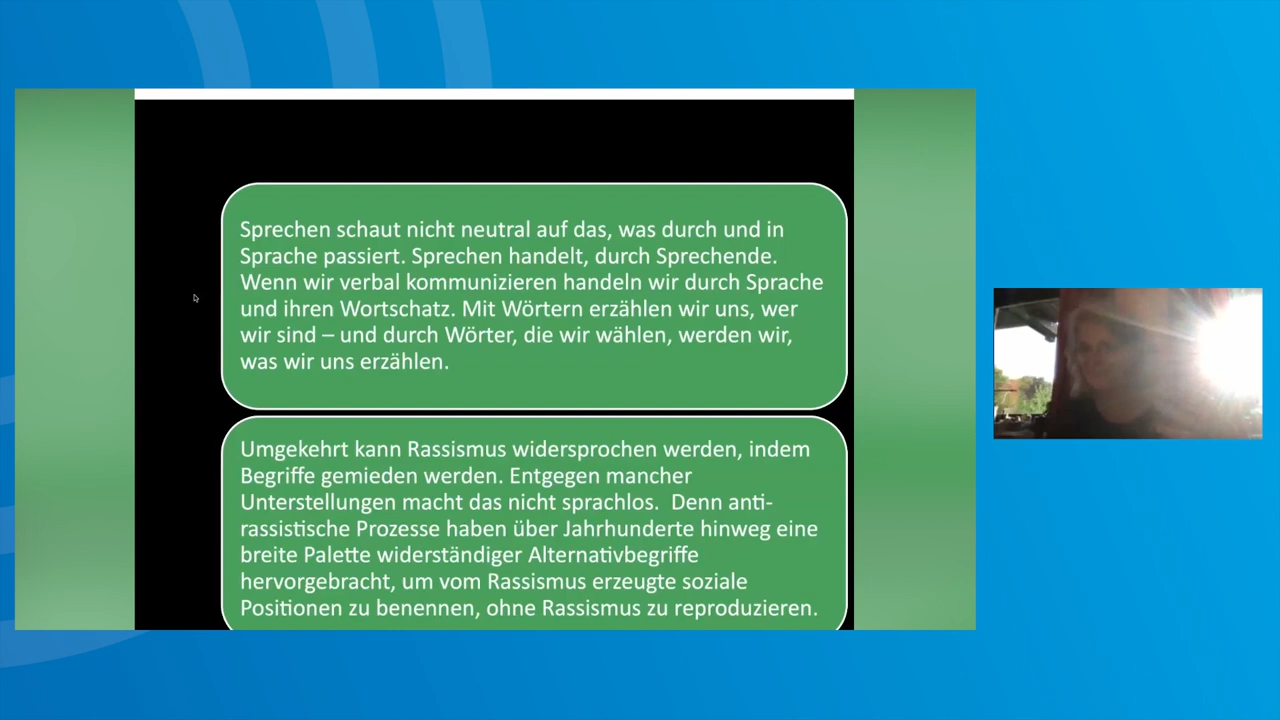 Sprechen schaut nicht neutral auf das, was durch und in
Sprache passiert. Sprechen handelt, durch Sprechende.
Wenn wir verbal kommunizieren handeln wir durch Sprache
und ihren Wortschatz. Mit Wörtern erzählen wir uns, wer
wir sind – und durch Wörter, die wir wählen, werden wir,
was wir uns erzählen.
Umgekehrt kann Rassismus widersprochen werden, indem
Begriffe gemieden werden. Entgegen mancher
Unterstellungen macht das nicht sprachlos.  Denn anti-
rassistische Prozesse haben über Jahrhunderte hinweg eine
breite Palette widerständiger Alternativbegriffe
hervorgebracht, um vom Rassismus erzeugte soziale
Positionen zu benennen, ohne Rassismus zu reproduzieren.